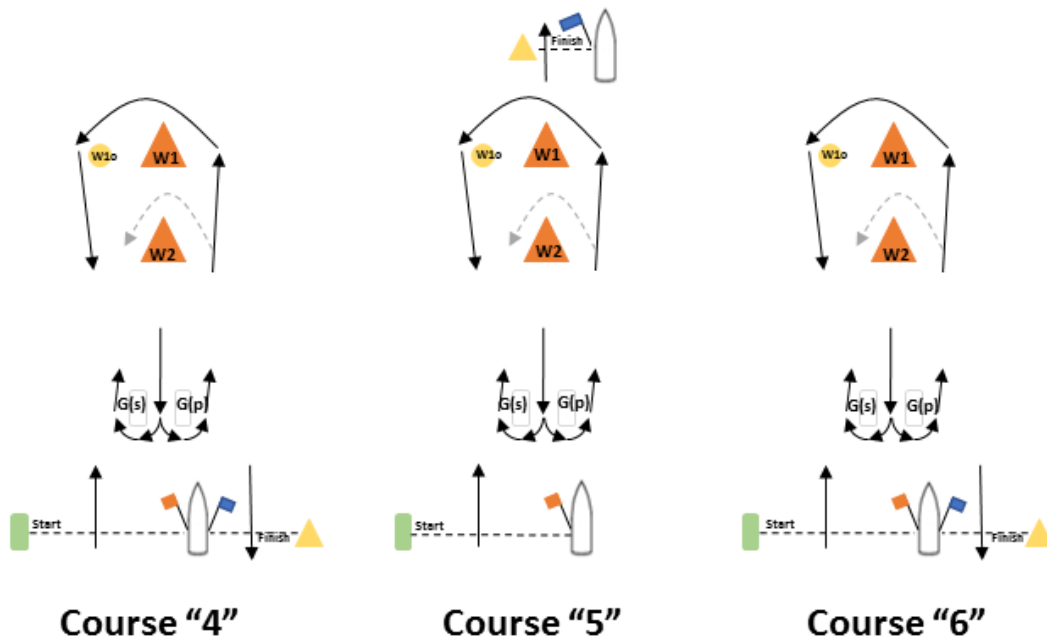 Finish
W1o W1 W1o W1 W1o W1
W2 W2 W2
G(s) G(p) G(s) G(p) G(s) G(p)
Start Start Start
Finish Finish
Course “4” Course “5” Course “6”